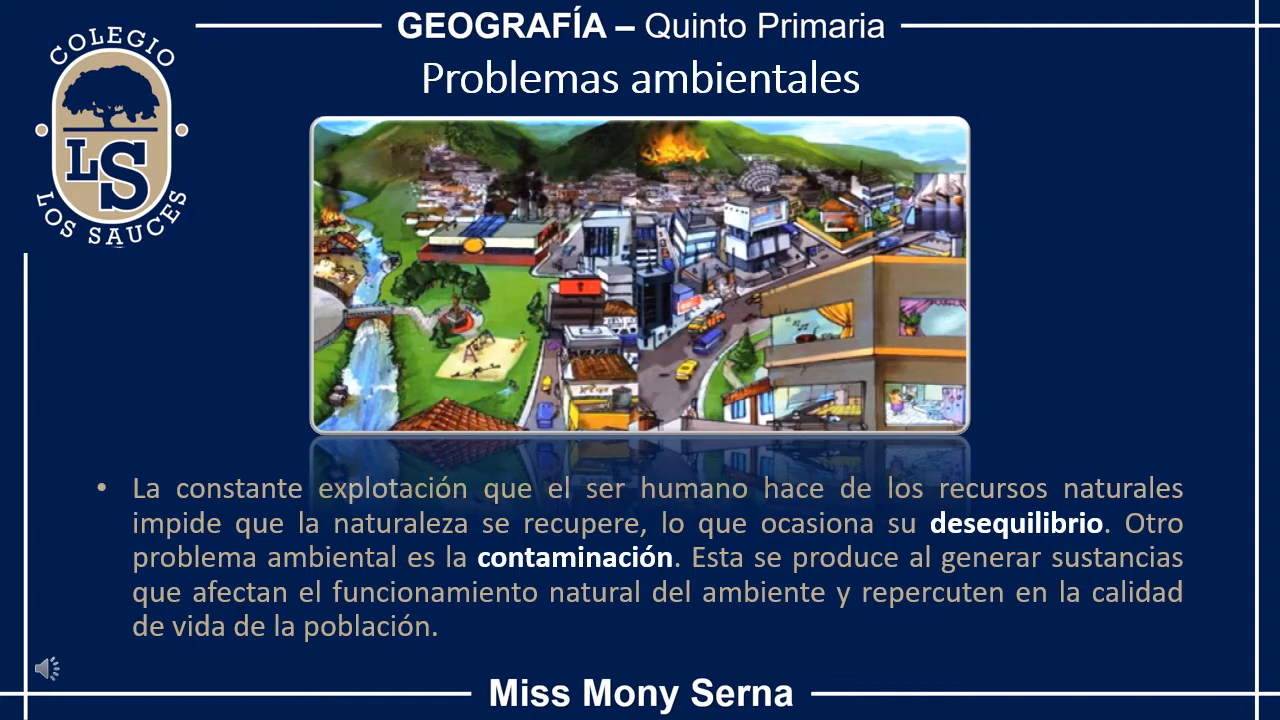 GEOGRAFÍA – Quinto Primaria
Problemas ambientales
COLEGIO
LS
LOS SAUCES
• La constante explotación que el ser humano hace de los recursos naturales
impide que la naturaleza se recupere, lo que ocasiona su desequilibrio. Otro
problema ambiental es la contaminación. Esta se produce al generar sustancias
que afectan el funcionamiento natural del ambiente y repercuten en la calidad
de vida de la población.
Miss Mony Serna